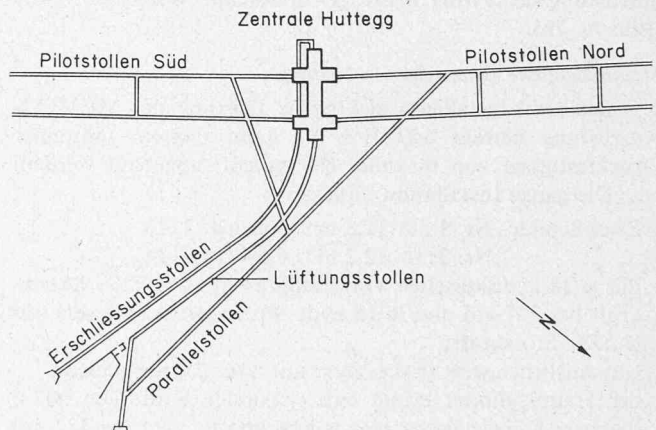 Zentrale Huttegg
Pilotstollen Süd
Pilotstollen Nord
Erschliessungsstollen
Lüftungsstollen
Parallelstollen
N